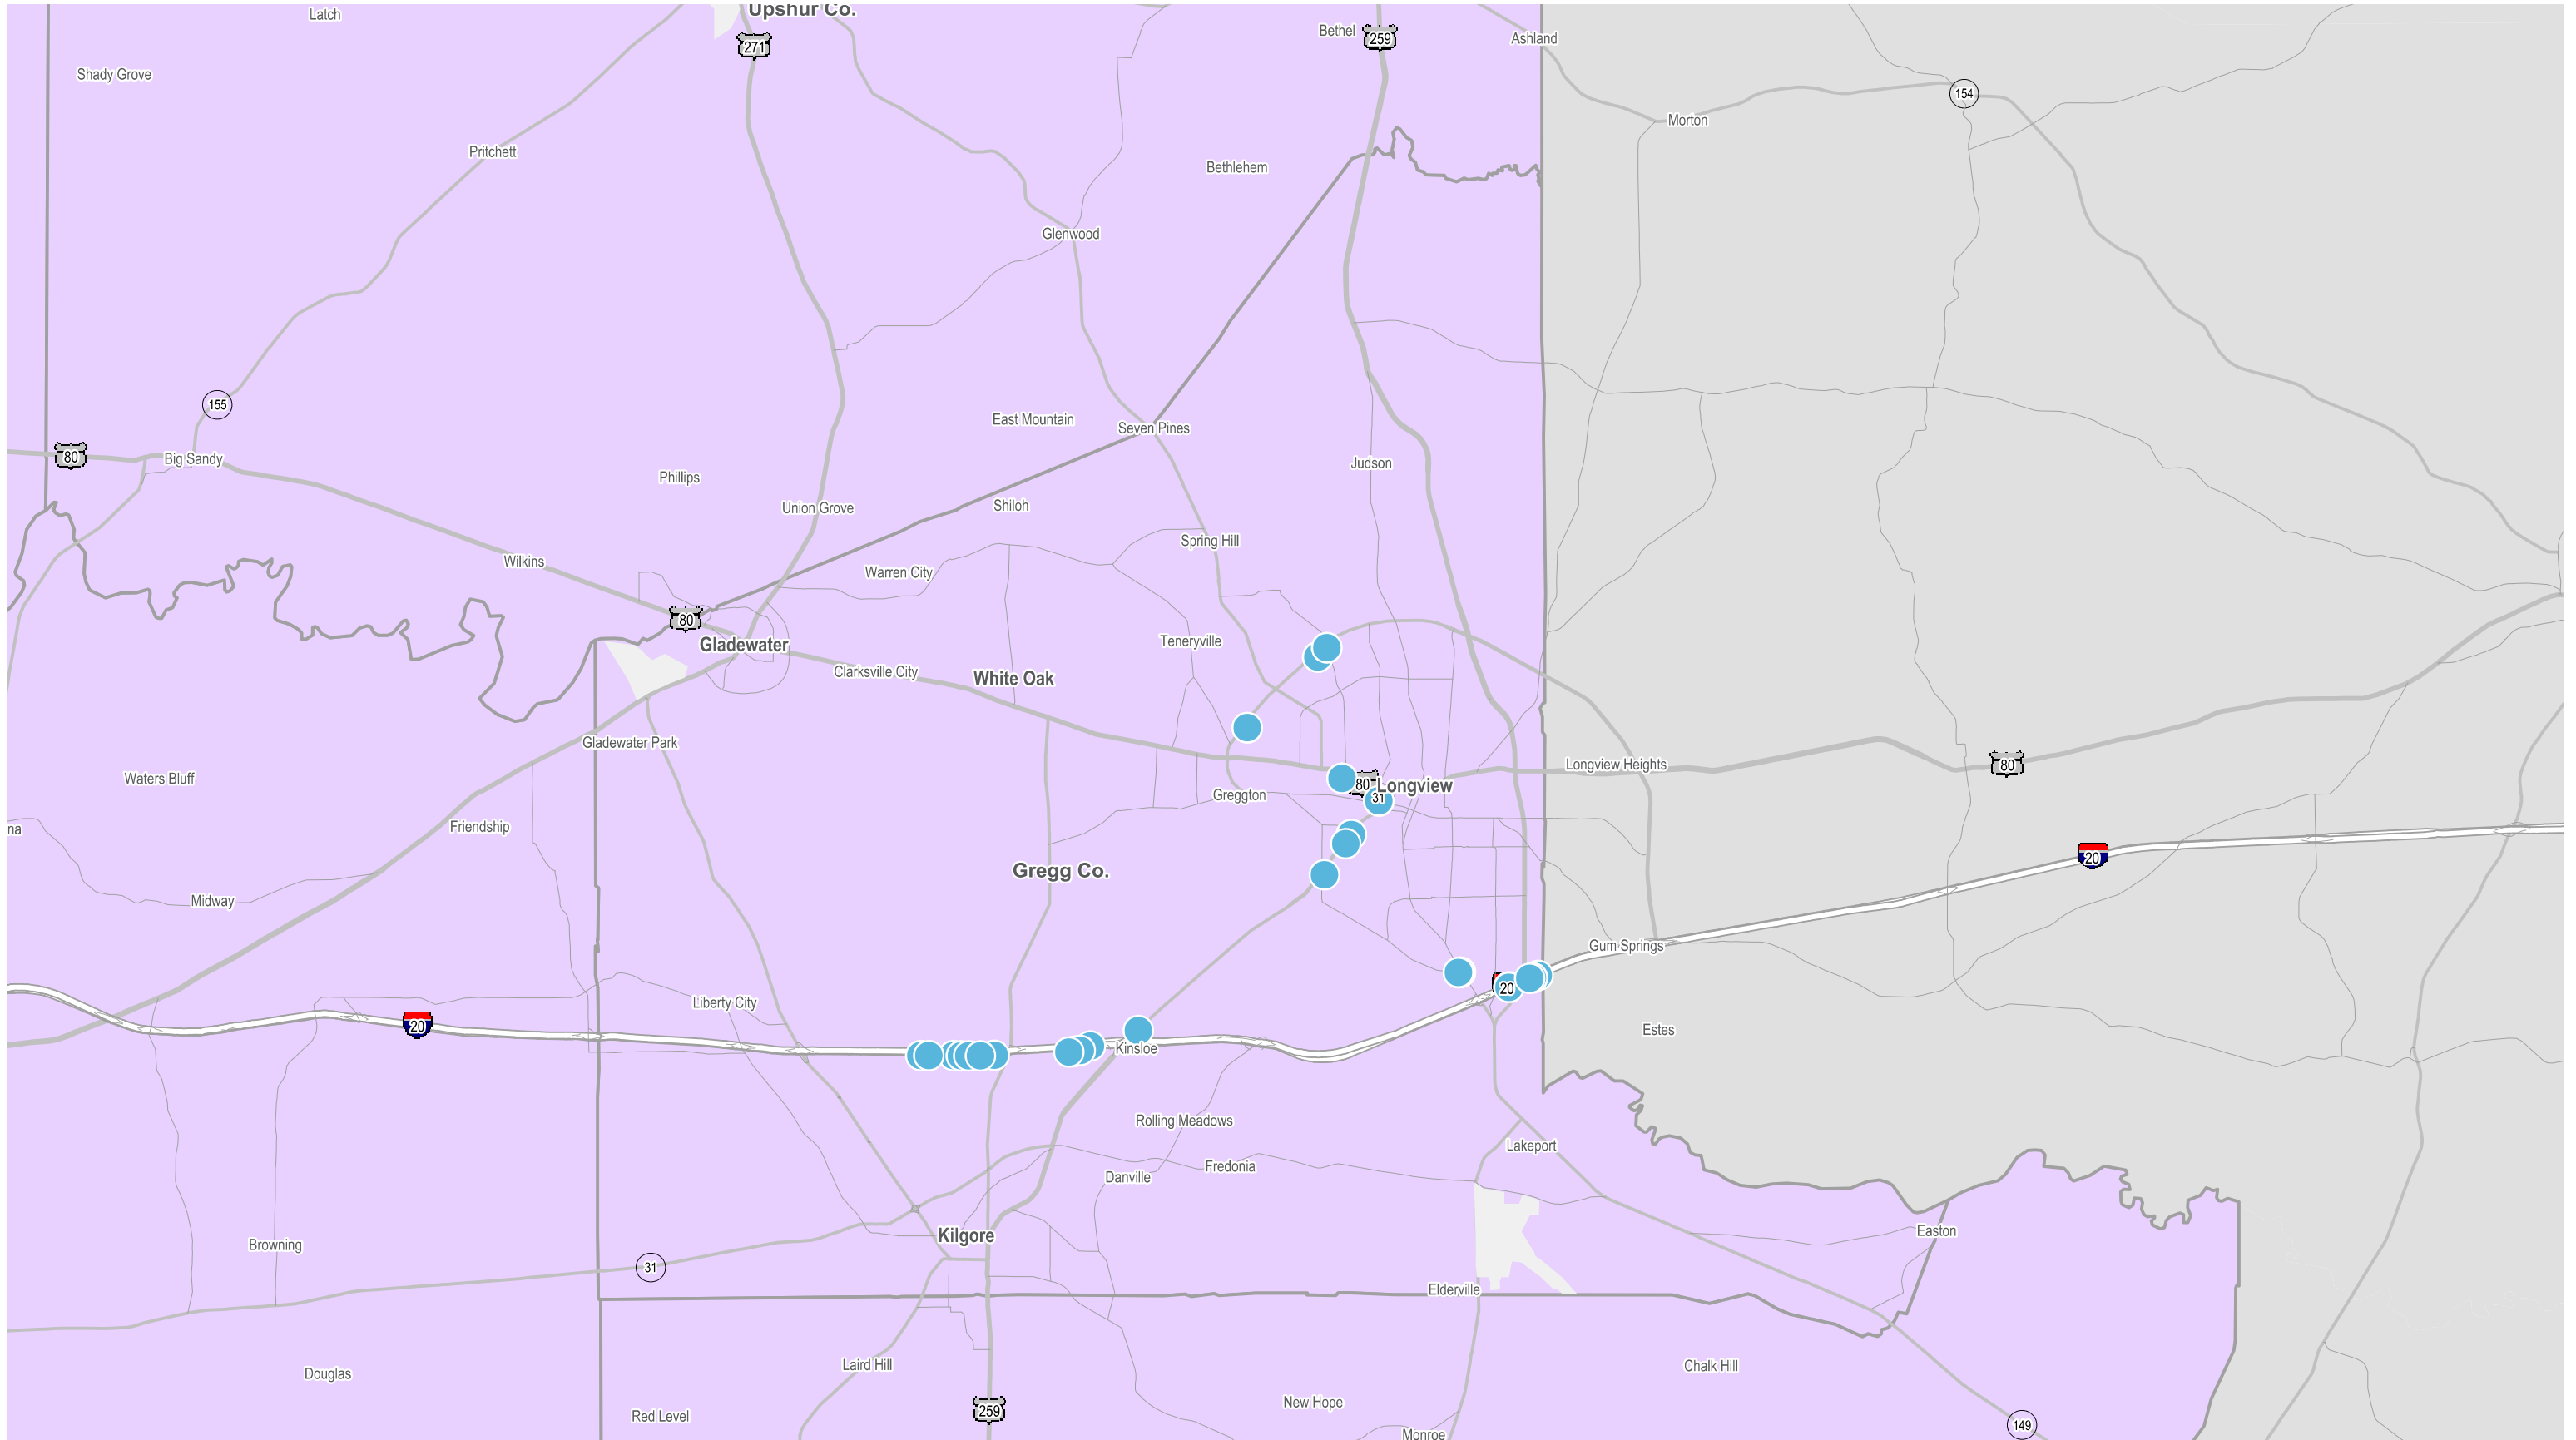 Latch
Upshur Co.
271
Bethel
259
Ashland
Shady Grove
154
Morton
Pritchett
Bethlehem
Glenwood
155
East Mountain
Seven Pines
80
Big Sandy
Judson
Phillips
Union Grove
Shiloh
Spring Hill
Wilkins
Warren City
80
Gladewater
Teneryville
Clarksville City
White Oak
Gladewater Park
Longview Heights
80
Waters Bluff
80
Longview
Greggton
31
Friendship
na
20
Gregg Co.
Midway
Gum Springs
20
Liberty City
20
Estes
Kinsloe
Rolling Meadows
Lakeport
Fredonia
Danville
Easton
Kilgore
Browning
31
Elderville
Laird Hill
Chalk Hill
Douglas
New Hope
259
Red Level
149
Monroe